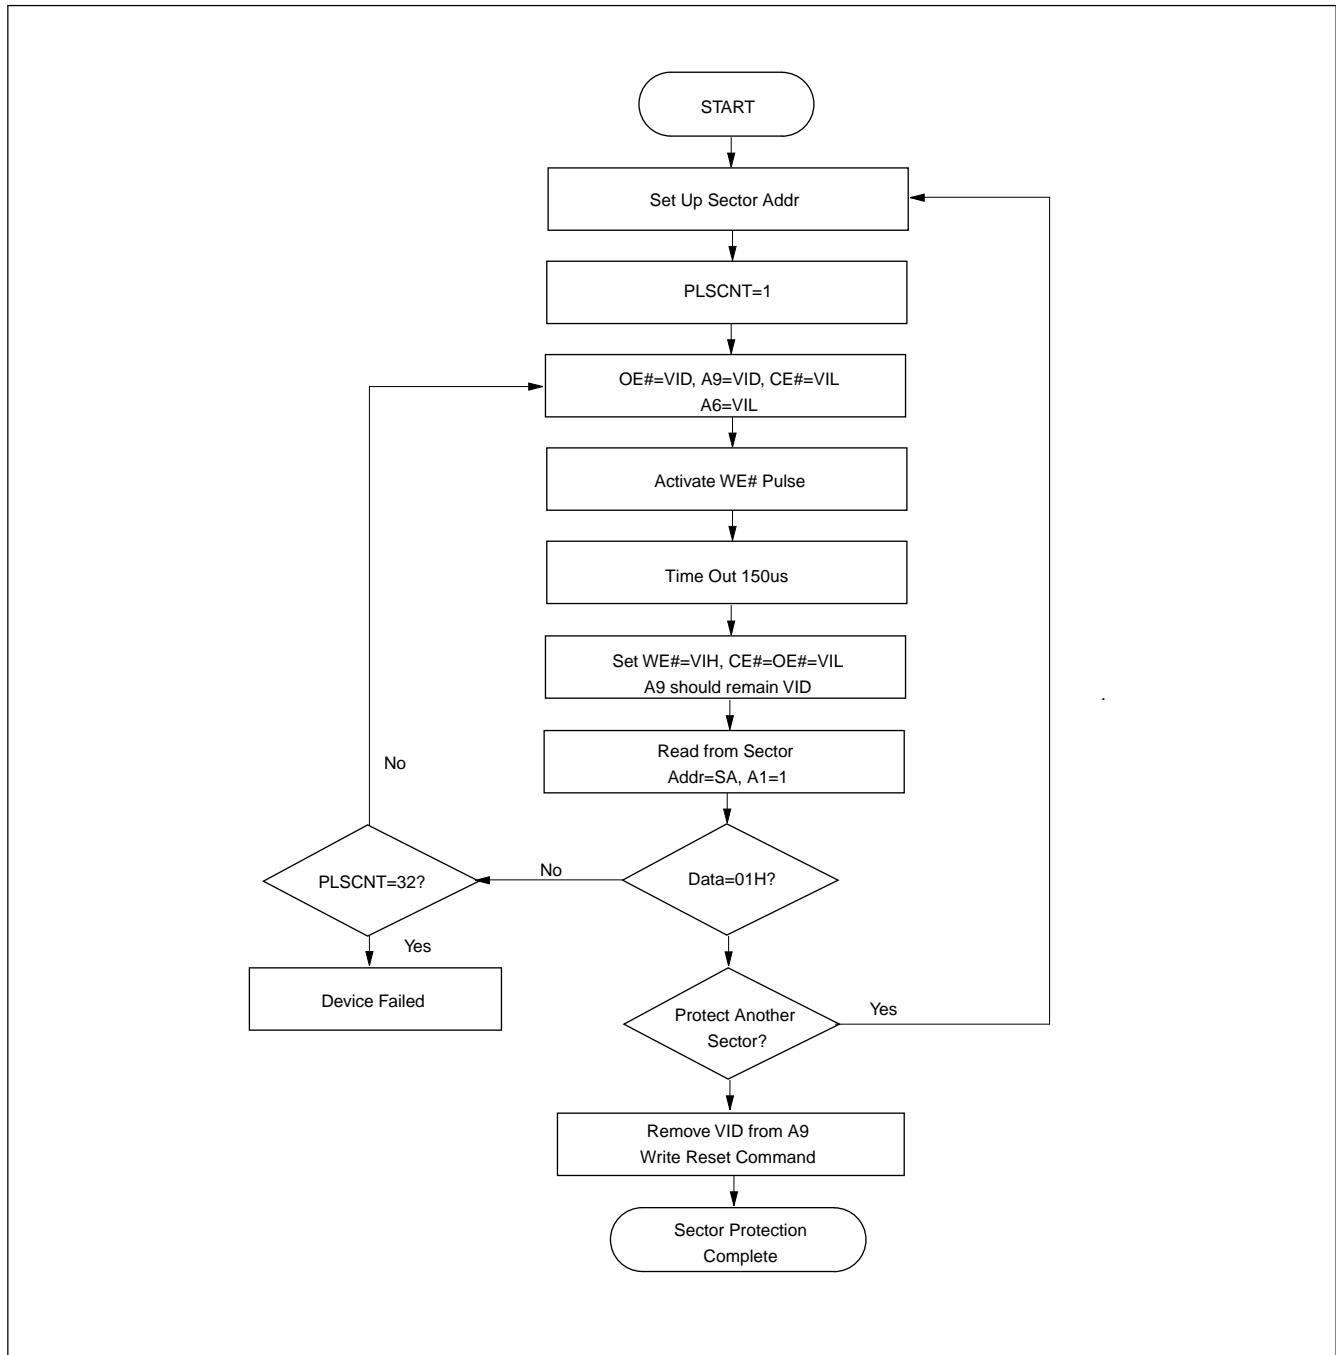 START
Set Up Sector Addr
PLSCNT=1
OE#=VID, A9=VID, CE#=VIL
A6=VIL
Activate WE# Pulse
Time Out 150us
Set WE#=VIH, CE#=OE#=VIL
A9 should remain VID
.
Read from Sector
Addr=SA, A1=1
No
PLSCNT=32?
No
Data=01H?
Yes
Device Failed
Protect Another
Sector?
Yes
Remove VID from A9
Write Reset Command
Sector Protection
Complete